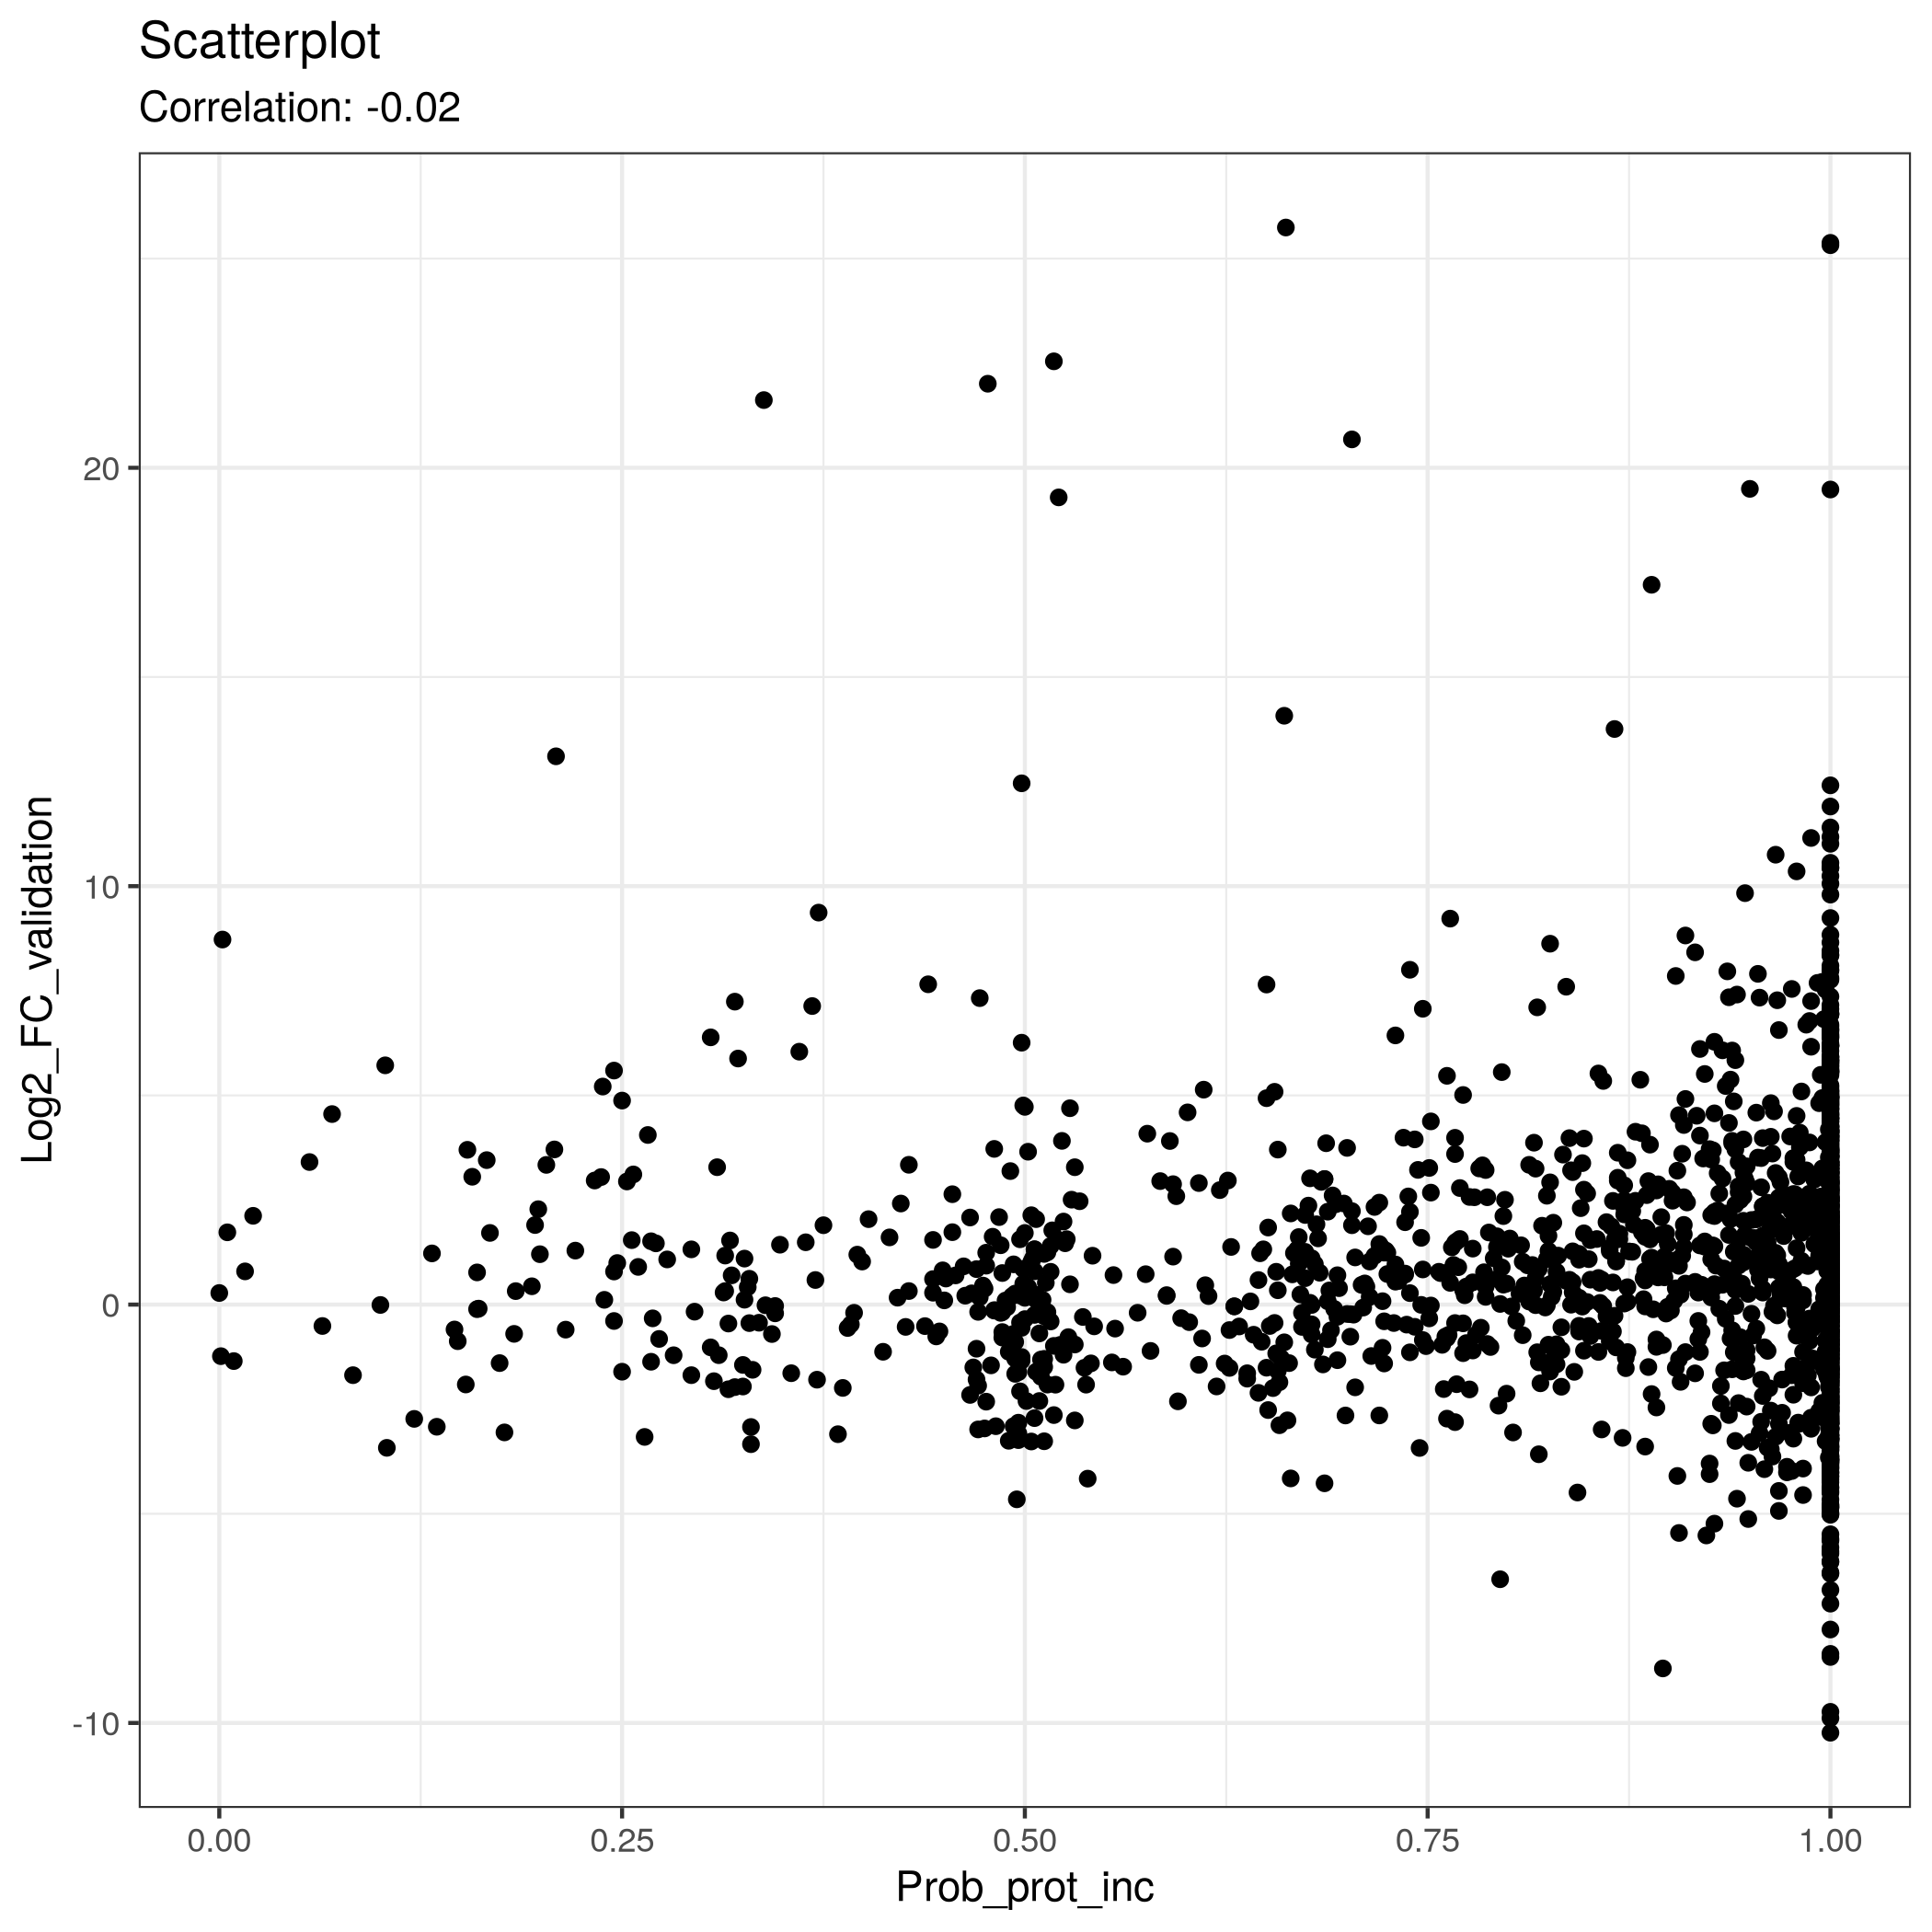 Scatterplot
Correlation: -0.02
Log2_FC_validation
20
10
0
-10
0.00 0.25 0.50 0.75 1.00
Prob_prot_inc